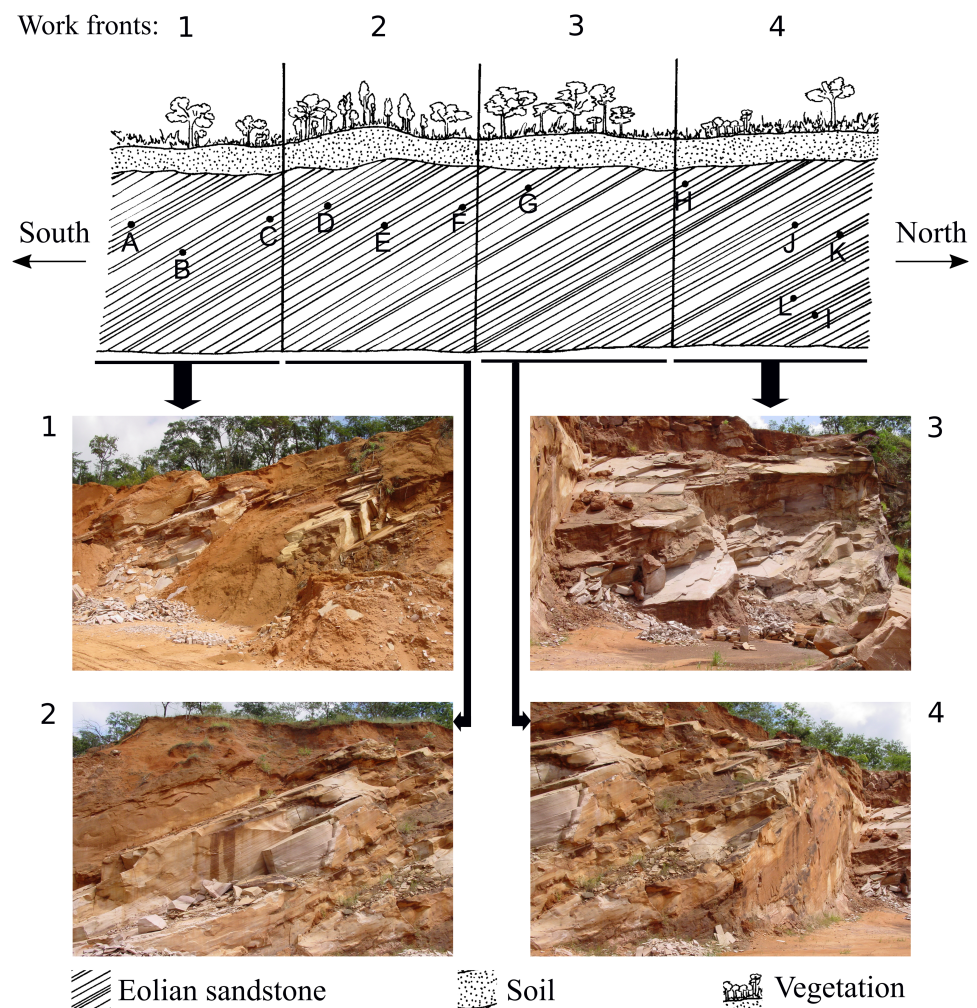 Work fronts: 1 2 3 4
A B C D E F G H J K L I
South North
1 3
2 4
Eolian sandstone Soil Vegetation